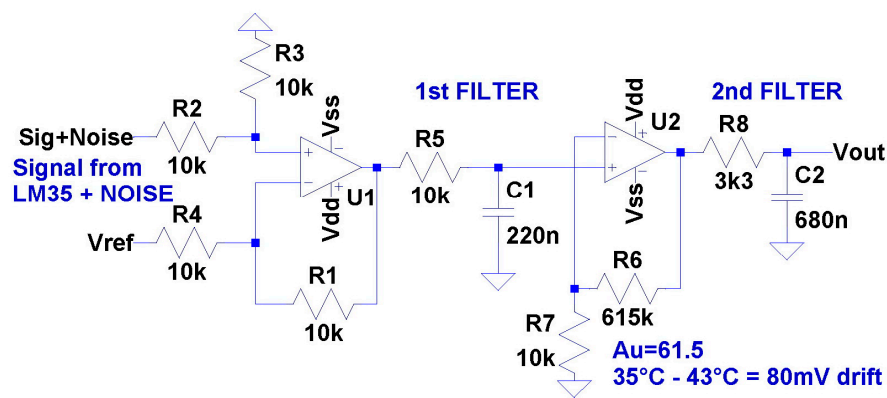 R3
10k
R2
10k
Sig+Noise
Signal from
LM35 + NOISE
R4
10k
Vref
R1
10k
Vss
Vdd
U1
1st FILTER
R5
10k
C1
220n
Vdd
U2
Vss
R6
615k
R7
10k
Au=61.5
35°C - 43°C = 80mV drift
2nd FILTER
R8
3k3
Vout
C2
680n